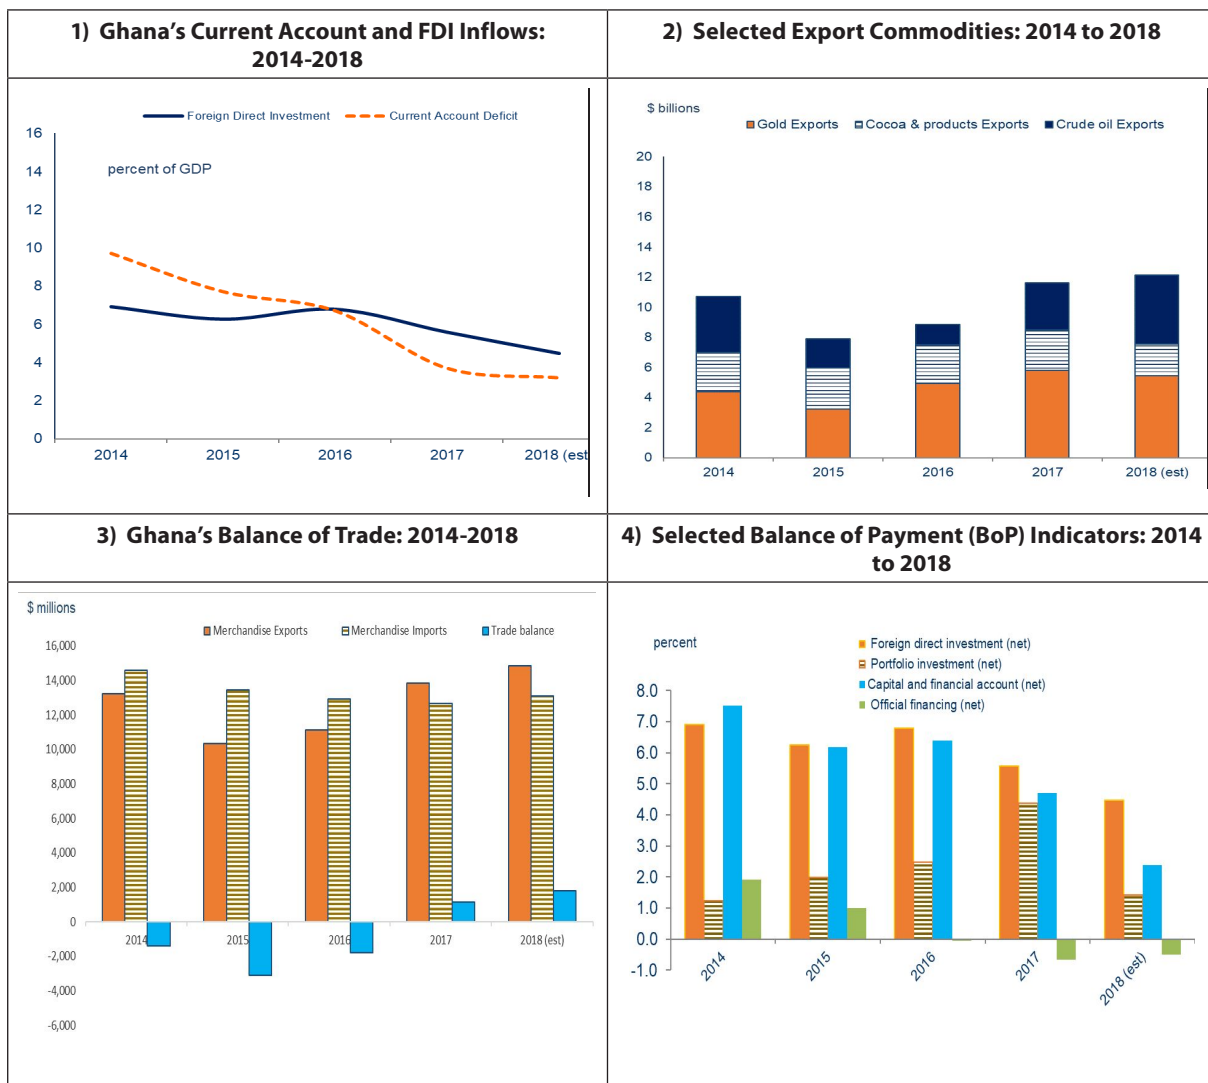 1) Ghana's Current Account and FDI Inflows:
2014-2018
Foreign Direct Investment
Current Account Deficit
percent of GDP
16
14
12
10
8
6
4
2
0
2014
2015
2016
2017
2018 (est
2) Selected Export Commodities: 2014 to 2018
$ billions
Gold Exports
Cocoa & products Exports
Crude oil Exports
20
18
16
14
12
10
8
6
4
2
0
2014
2015
2016
2017
2018 (est)
3) Ghana's Balance of Trade: 2014-2018
$ millions
Merchandise Exports
Merchandise Imports
Trade balance
16,000
14,000
12,000
10,000
8,000
6,000
4,000
2,000
0
-2,000
-4,000
-6,000
2014
2015
2016
2017
2018 (est)
4) Selected Balance of Payment (BoP) Indicators: 2014
to 2018
percent
Foreign direct investment (net)
Portfolio investment (net)
Capital and financial account (net)
Official financing (net)
8.0
7.0
6.0
5.0
4.0
3.0
2.0
1.0
0.0
-1.0
2014
2015
2016
2017
2018 (est)